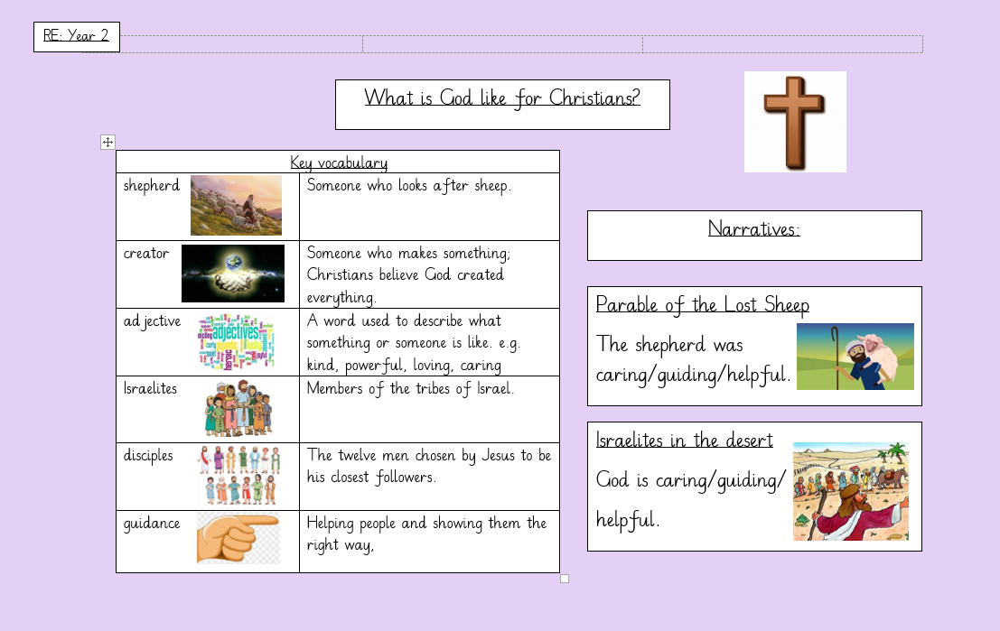 RE: Year 2
What is God like for Christians?
Key vocabulary
shepherd
Someone who looks after sheep.
creator
Someone who makes something;
Christians believe God created
everything.
adjective
adjectives
heroic
A word used to describe what
something or someone is like. e.g.
kind, powerful, loving, caring
Israelites
Members of the tribes of Israel.
disciples
The twelve men chosen by Jesus to be
his closest followers.
guidance
Helping people and showing them the
right way,
Narratives:
Parable of the Lost Sheep
The shepherd was
caring/guiding/helpful.
Israelites in the desert
God is caring/guiding/
helpful.